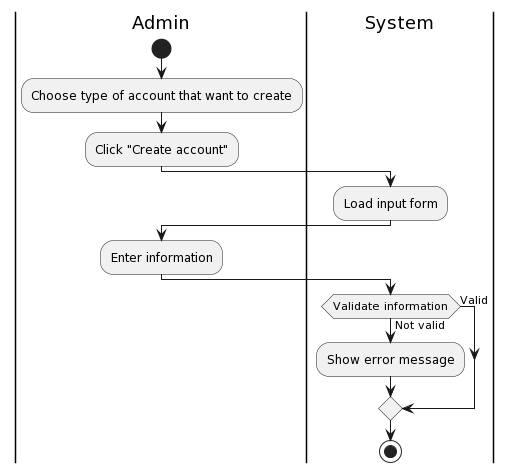 Admin
System
Choose type of account that want to create
Click "Create account"
Load input form
Enter information
Validate information
Valid
Not valid
Show error message